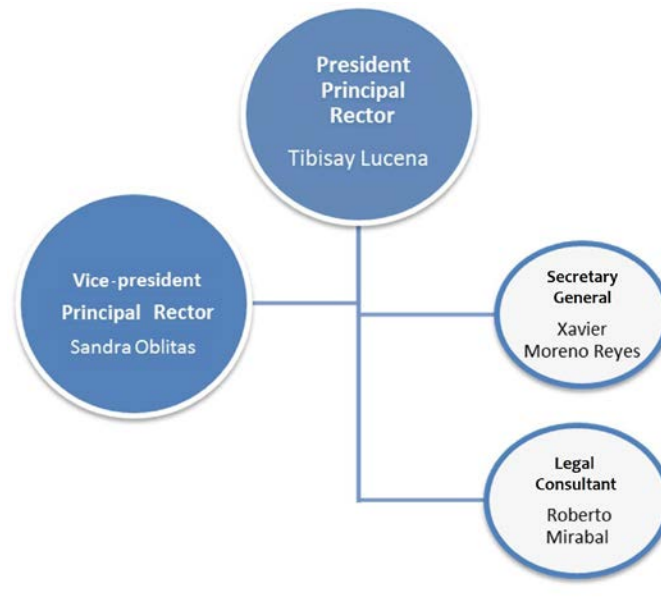 President
Principal
Rector
Tibisay Lucena
Vice-president
Principal Rector
Sandra Oblitas
Secretary
General
Xavier
Moreno Reyes
Legal
Consultant
Roberto
Mirabal